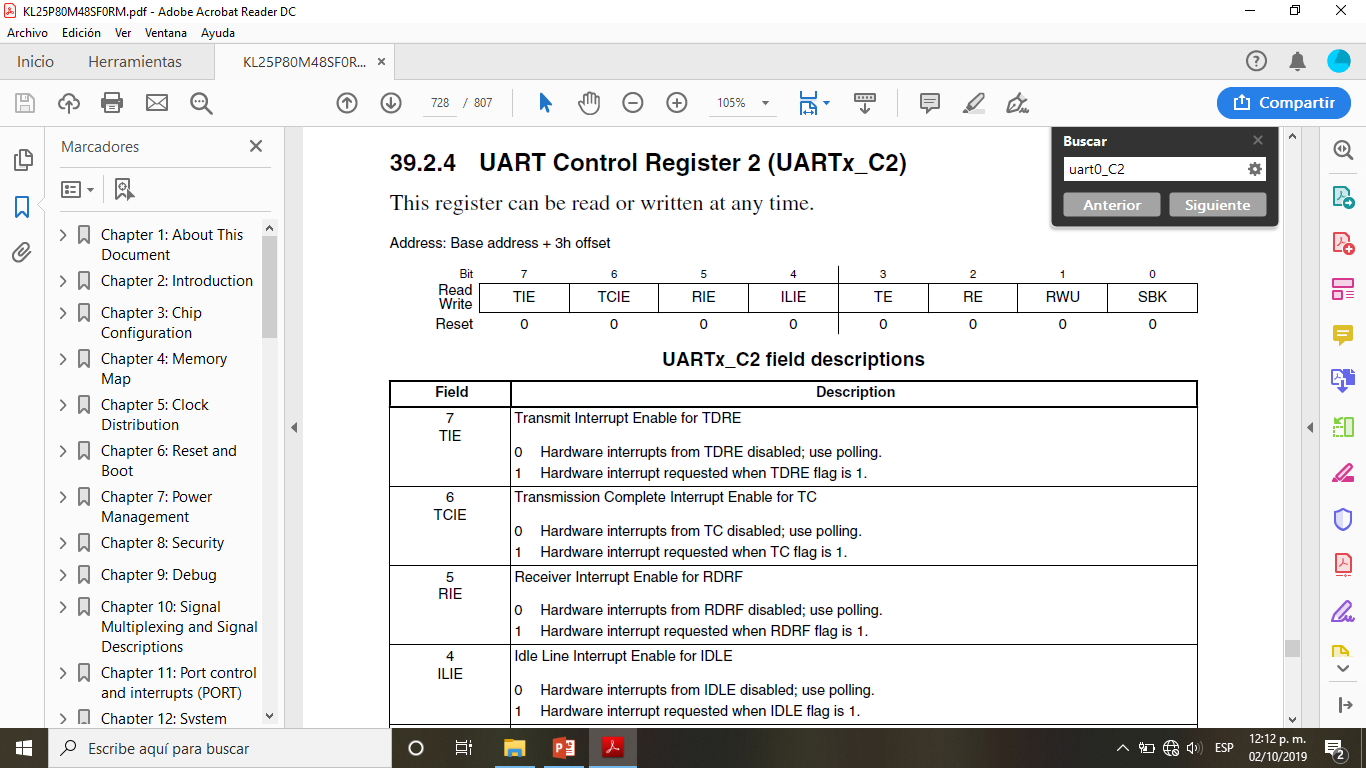 KL25P80M48SF0RM.pdf - Adobe Acrobat Reader DC
Archivo Edición Ver Ventana Ayuda
Inicio Herramientas KL25P80M48SF0R... ×
728 / 807 105% Compartir
Marcadores
Chapter 1: About This
Document
Chapter 2: Introduction
Chapter 3: Chip
Configuration
Chapter 4: Memory
Map
Chapter 5: Clock
Distribution
Chapter 6: Reset and
Boot
Chapter 7: Power
Management
Chapter 8: Security
Chapter 9: Debug
Chapter 10: Signal
Multiplexing and Signal
Descriptions
Chapter 11: Port control
and interrupts (PORT)
Chapter 12: System
39.2.4 UART Control Register 2 (UARTx_C2)
This register can be read or written at any time.
Address: Base address + 3h offset
Bit 7 6 5 4 3 2 1 0
Read
Write
TIE TCIE RIE ILIE TE RE RWU SBK
Reset 0 0 0 0 0 0 0 0
UARTx_C2 field descriptions
Field Description
7
TIE
Transmit Interrupt Enable for TDRE
0 Hardware interrupts from TDRE disabled; use polling.
1 Hardware interrupt requested when TDRE flag is 1.
6
TCIE
Transmission Complete Interrupt Enable for TC
0 Hardware interrupts from TC disabled; use polling.
1 Hardware interrupt requested when TC flag is 1.
5
RIE
Receiver Interrupt Enable for RDRF
0 Hardware interrupts from RDRF disabled; use polling.
1 Hardware interrupt requested when RDRF flag is 1.
4
ILIE
Idle Line Interrupt Enable for IDLE
0 Hardware interrupts from IDLE disabled; use polling.
1 Hardware interrupt requested when IDLE flag is 1.
Buscar
uart0_C2
Anterior Siguiente
Escribe aquí para buscar
ESP
12:12 p. m.
02/10/2019
2